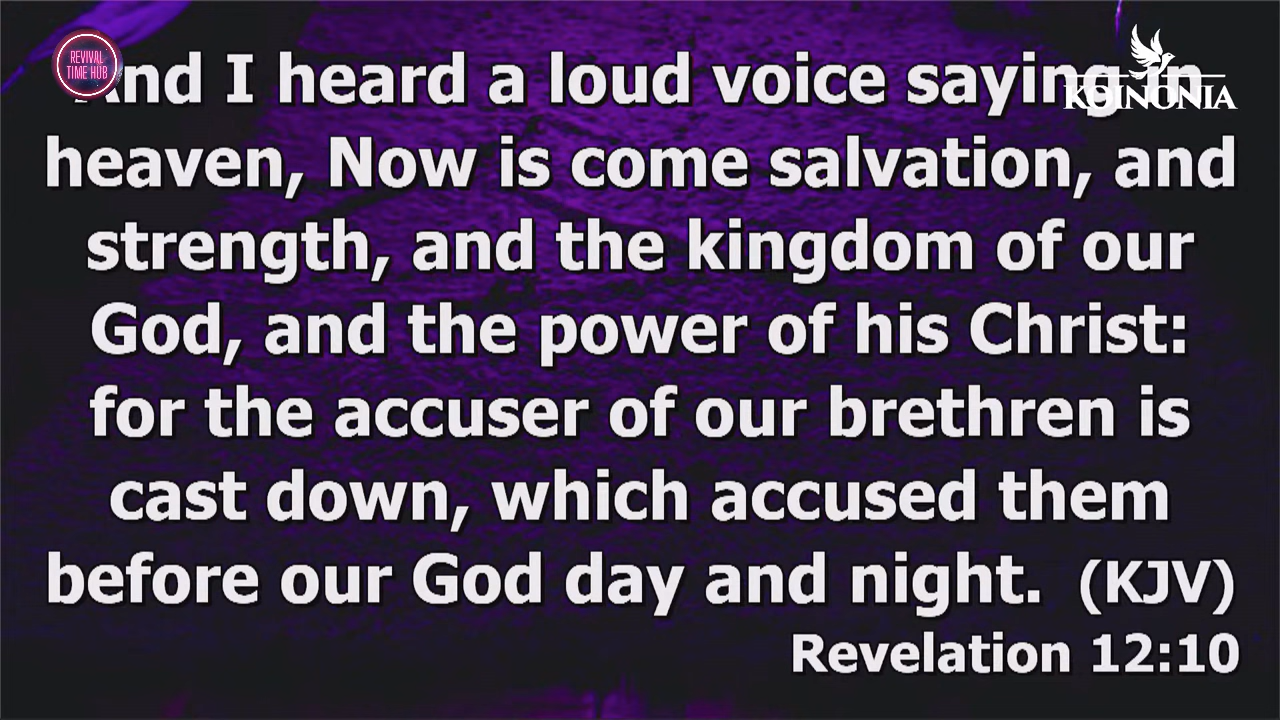 REVIVAL
TIME HUB
KOINONIA
And I heard a loud voice saying in
heaven, Now is come salvation, and
strength, and the kingdom of our
God, and the power of his Christ:
for the accuser of our brethren is
cast down, which accused them
before our God day and night. (KJV)
Revelation 12:10